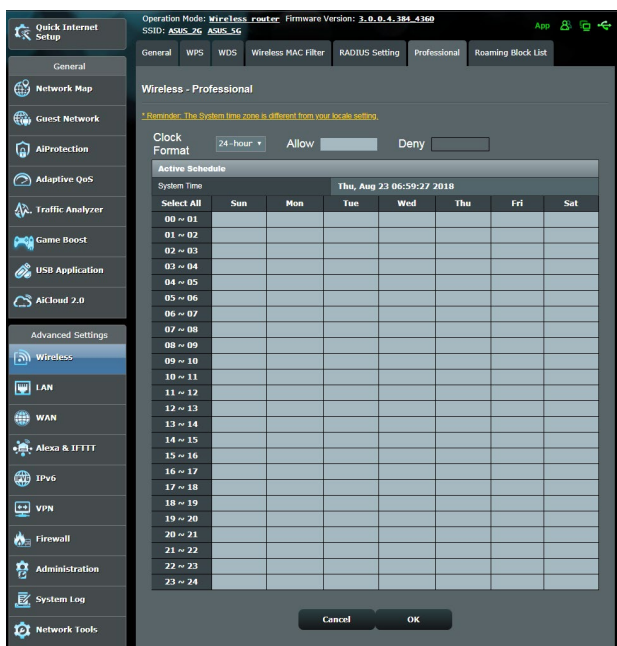 Quick Internet
Setup
General
Network Map
Guest Network
AiProtection
Adaptive QoS
Traffic Analyzer
Game Boost
USB Application
AiCloud 2.0
Advanced Settings
Wireless
LAN
WAN
Alexa & IFTTT
IPv6
VPN
Firewall
Administration
System Log
Network Tools
Operation Mode: Wireless router Firmware Version: 3.0.0.4.384_4360
SSID: ASUS_2G ASUS_5G
App
General WPS WDS Wireless MAC Filter RADIUS Setting Professional Roaming Block List
Wireless - Professional
* Reminder: The System time zone is different from your locale setting.
Clock
Format 24-hour Allow Deny
Active Schedule
System Time Thu, Aug 23 06:59:27 2018
Select All Sun Mon Tue Wed Thu Fri Sat
00 ~ 01
01 ~ 02
02 ~ 03
03 ~ 04
04 ~ 05
05 ~ 06
06 ~ 07
07 ~ 08
08 ~ 09
09 ~ 10
10 ~ 11
11 ~ 12
12 ~ 13
13 ~ 14
14 ~ 15
15 ~ 16
16 ~ 17
17 ~ 18
18 ~ 19
19 ~ 20
20 ~ 21
21 ~ 22
22 ~ 23
23 ~ 24
Cancel OK